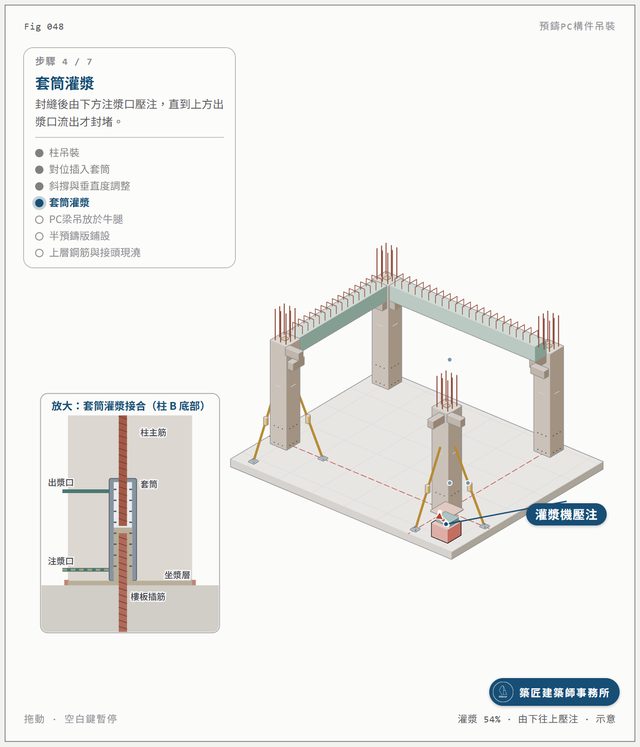 Fig 048
預鑄PC構件吊裝
步驟 4 / 7
套筒灌漿
封縫後由下方注漿口壓注，直到上方出
漿口流出才封堵。
柱吊裝
對位插入套筒
斜撐與垂直度調整
套筒灌漿
PC梁吊放於牛腿
半預鑄版鋪設
上層鋼筋與接頭現澆
放大：套筒灌漿接合（柱 B 底部）
柱主筋
出漿口
套筒
注漿口
坐漿層
樓板插筋
灌漿機壓注
築匠建築師事務所
拖動 · 空白鍵暫停
灌漿 54% · 由下往上壓注 · 示意